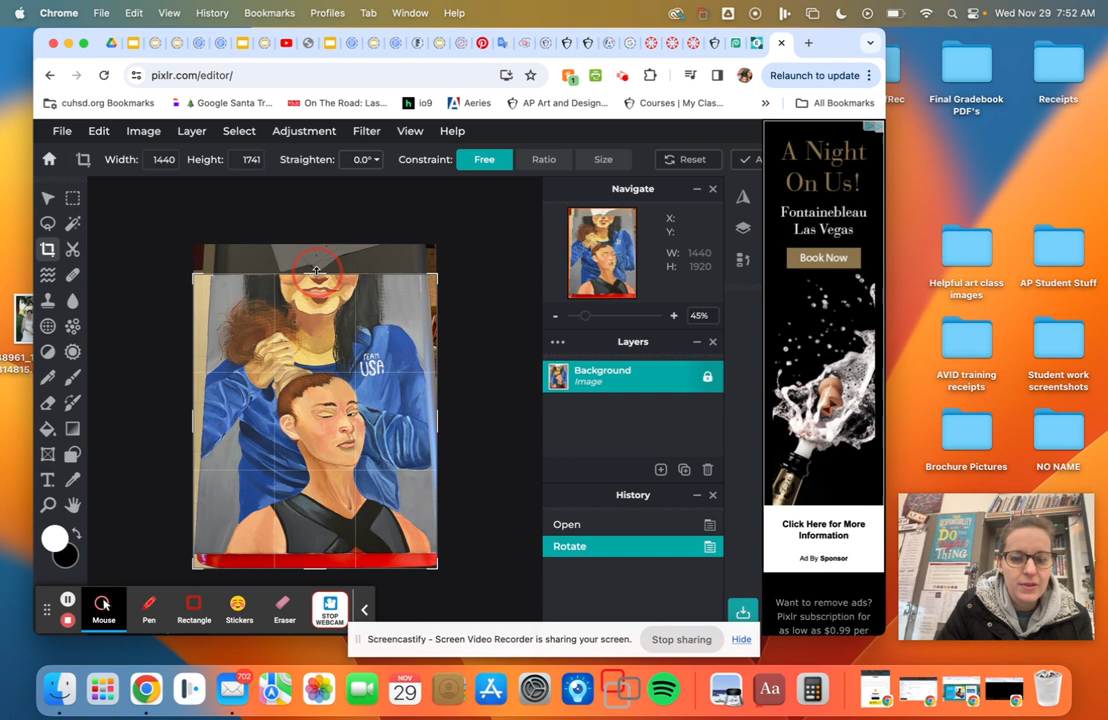 Chrome File Edit View History Bookmarks Profiles Tab Window Help Wed Nov 29 7:52 AM
pixlr.com/editor/ Relaunch to update
cuhsd.org Bookmarks Google Santa Tr... On The Road: Las... io9 Aeries AP Art and Design... Courses | My Clas... » All Bookmarks
File Edit Image Layer Select Adjustment Filter View Help
Width: 1440 Height: 1741 Straighten: 0.0° Constraint: Free Ratio Size Reset A
Navigate
X:
Y:
W: 1440
H: 1920
45%
Layers
Background
Image
History
Open
Rotate
TEAM
USA
A Night
On Us!
Fontainebleau
Las Vegas
Book Now
Click Here for More
Information
Ad By Sponsor
Want to remove ads?
Pixlr subscription for
as low as $0.99 per
Final Gradebook
PDF's
Receipts
Helpful art class
images
AP Student Stuff
AVID training
receipts
Student work
screenshots
Brochure Pictures
NO NAME
Mouse Pen Rectangle Stickers Eraser STOP
WEBCAM
Screencastify - Screen Video Recorder is sharing your screen. Stop sharing Hide
702
NOV
29
Aa